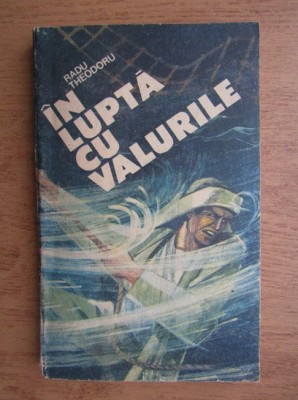 RADU
THEODORU
ÎN
LUPTĂ
CU
VALURILE